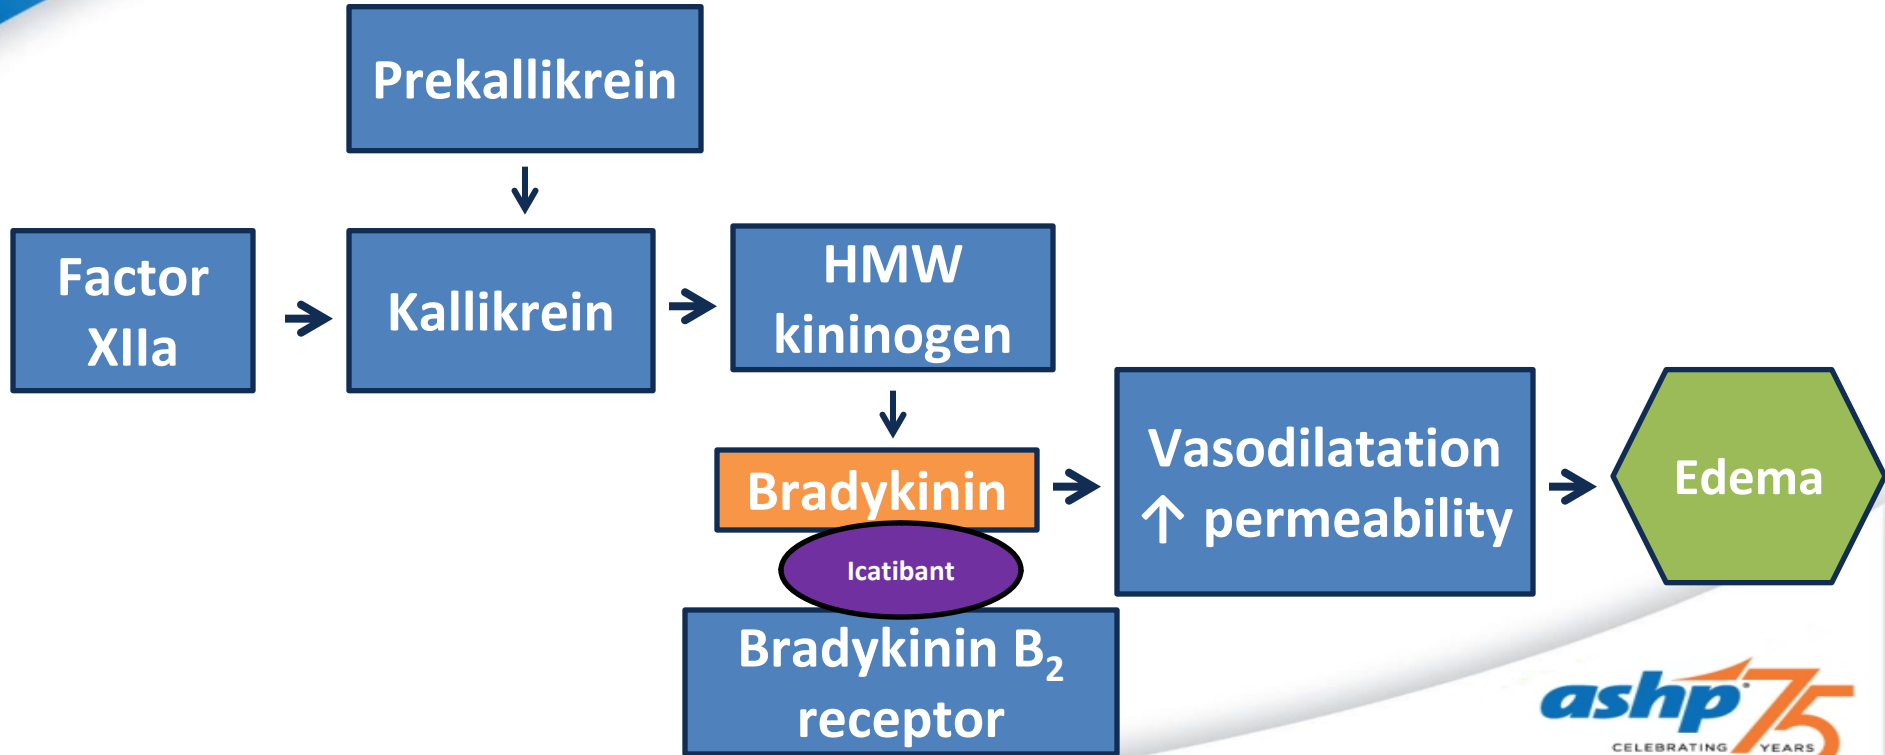 Prekallikrein
Factor
XIIa
Kallikrein
HMW
kininogen
Bradykinin
Vasodilatation
↑ permeability
Edema
Icatibant
Bradykinin B₂
receptor
ashp 75
CELEBRATING YEARS